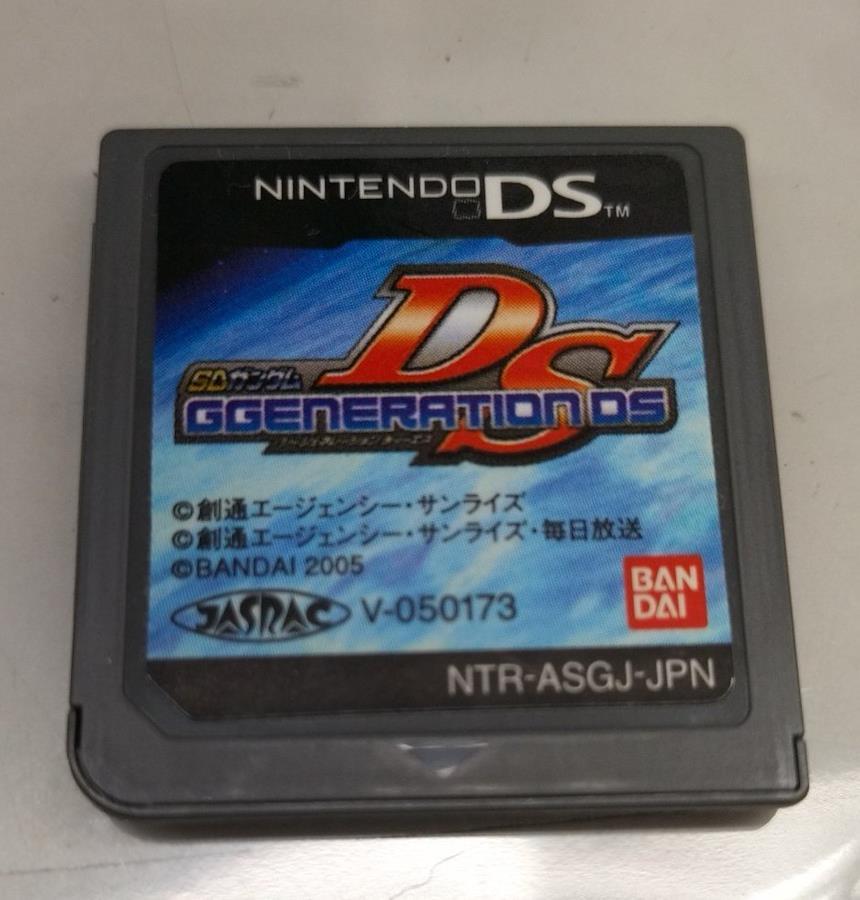 NINTENDO DS™
DS
SDガンダム
GGENERATION DS
©創通エージェンシー・サンライズ
©創通エージェンシー・サンライズ・毎日放送
©BANDAI 2005
JASRAC V-050173
BAN
DAI
NTR-ASGJ-JPN